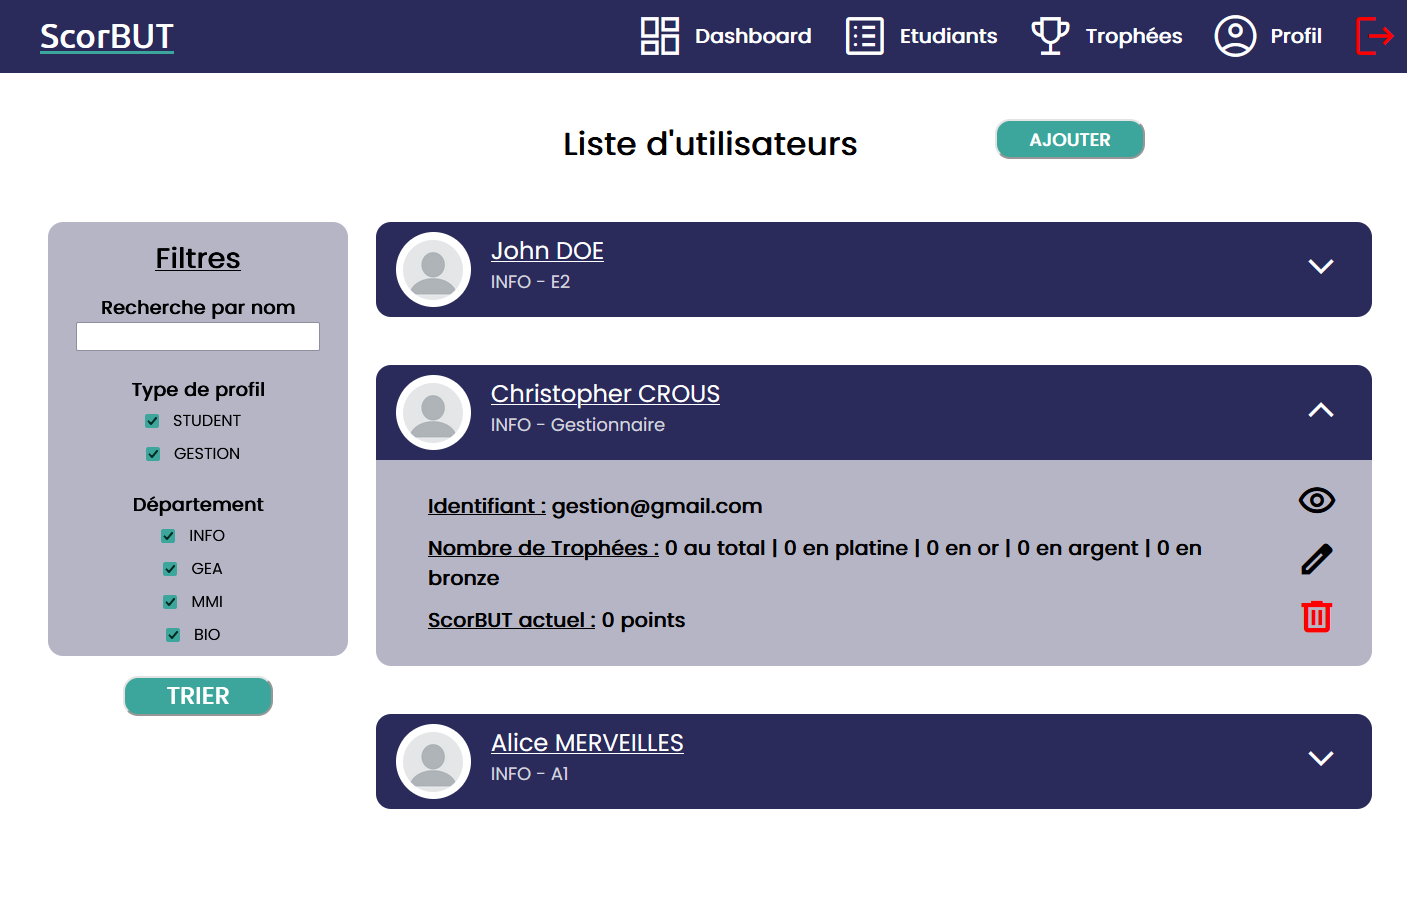 ScorBUT
Dashboard
Etudiants
Trophées
Profil
Liste d'utilisateurs
AJOUTER
Filtres
Recherche par nom
Type de profil
STUDENT
GESTION
Département
INFO
GEA
MMI
BIO
TRIER
John DOE
INFO - E2
Christopher CROUS
INFO - Gestionnaire
Identifiant : gestion@gmail.com
Nombre de Trophées : 0 au total | 0 en platine | 0 en or | 0 en argent | 0 en
bronze
ScorBUT actuel : 0 points
Alice MERVEILLES
INFO - A1